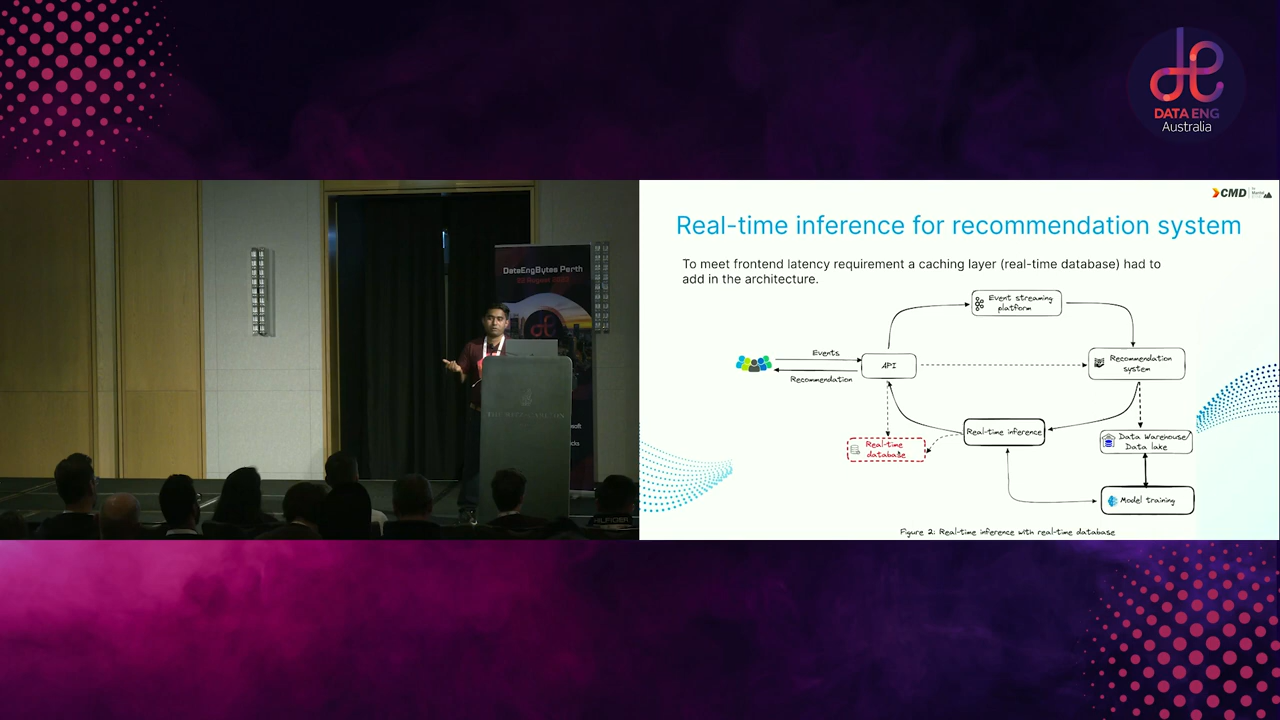 DATA ENG
Australia
DataEngBytes Perth
CMD
Real-time inference for recommendation system
To meet frontend latency requirement a caching layer (real-time database) had to
add in the architecture.
Event streaming
platform
Events
API
Recommendation
system
Recommendation
Real-time inference
Real-time
database
Data Warehouse/
Data lake
Model training
Figure 2: Real-time inference with real-time database